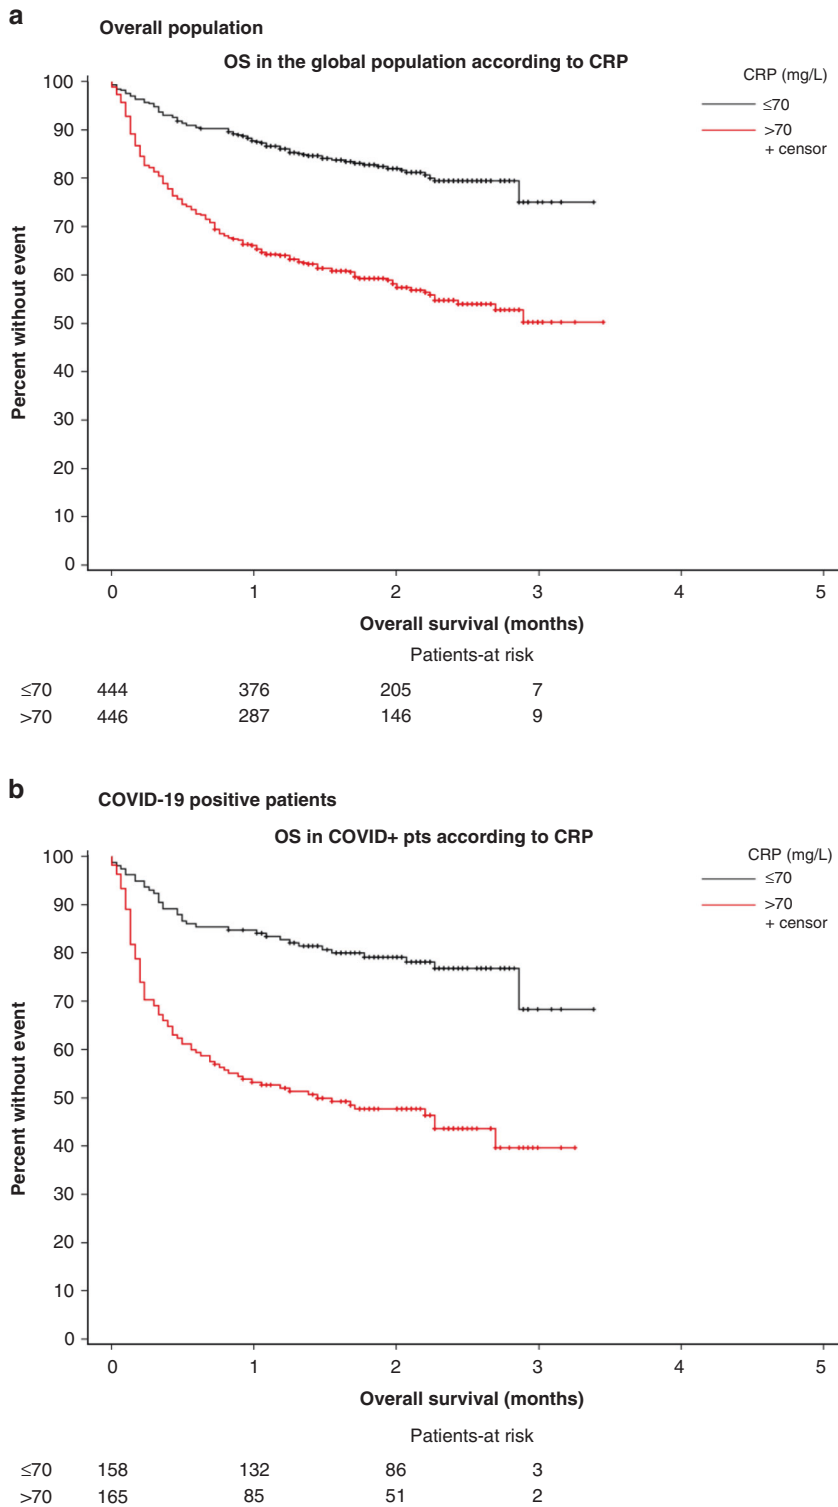 a
Overall population
OS in the global population according to CRP
CRP (mg/L)
≤70
>70
+ censor
Percent without event
100
90
80
70
60
50
40
30
20
10
0
0 1 2 3 4 5
Overall survival (months)
Patients-at risk
≤70 444 376 205 7
>70 446 287 146 9
b
COVID-19 positive patients
OS in COVID+ pts according to CRP
CRP (mg/L)
≤70
>70
+ censor
Percent without event
100
90
80
70
60
50
40
30
20
10
0
0 1 2 3 4 5
Overall survival (months)
Patients-at risk
≤70 158 132 86 3
>70 165 85 51 2